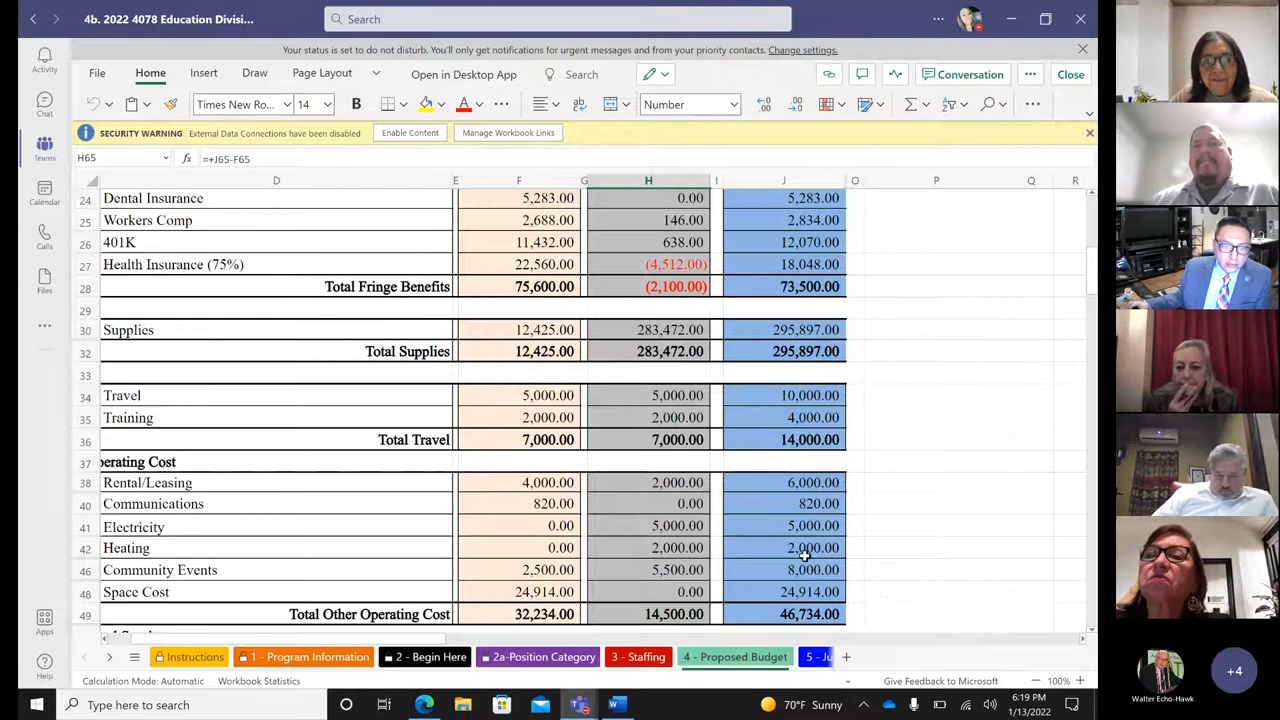 4b. 2022 4078 Education Divisi...
Search
Your status is set to do not disturb. You'll only get notifications for urgent messages and from your priority contacts. Change settings.
File Home Insert Draw Page Layout Open in Desktop App Search Conversation Close
Times New Ro... 14 B A Number
SECURITY WARNING External Data Connections have been disabled Enable Content Manage Workbook Links
H65 fx =+J65-F65
D E F G H I J O P Q R
24 Dental Insurance 5,283.00 0.00 5,283.00
25 Workers Comp 2,688.00 146.00 2,834.00
26 401K 11,432.00 638.00 12,070.00
27 Health Insurance (75%) 22,560.00 (4,512.00) 18,048.00
28 Total Fringe Benefits 75,600.00 (2,100.00) 73,500.00
29
30 Supplies 12,425.00 283,472.00 295,897.00
32 Total Supplies 12,425.00 283,472.00 295,897.00
33
34 Travel 5,000.00 5,000.00 10,000.00
35 Training 2,000.00 2,000.00 4,000.00
36 Total Travel 7,000.00 7,000.00 14,000.00
37 perating Cost
38 Rental/Leasing 4,000.00 2,000.00 6,000.00
40 Communications 820.00 0.00 820.00
41 Electricity 0.00 5,000.00 5,000.00
42 Heating 0.00 2,000.00 2,000.00
46 Community Events 2,500.00 5,500.00 8,000.00
48 Space Cost 24,914.00 0.00 24,914.00
49 Total Other Operating Cost 32,234.00 14,500.00 46,734.00
Instructions 1 - Program Information 2 - Begin Here 2a-Position Category 3 - Staffing 4 - Proposed Budget 5 - Ju
Calculation Mode: Automatic Workbook Statistics Give Feedback to Microsoft 100%
Activity
Chat
Teams
Calendar
Calls
Files
Apps
Help
Type here to search
70°F Sunny
6:19 PM
1/13/2022
Walter Echo-Hawk
+4